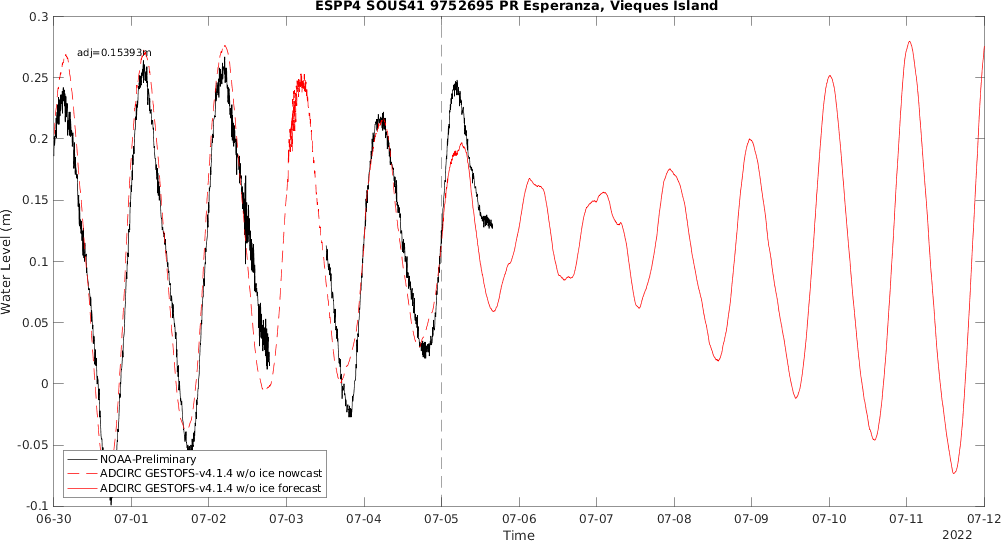 ESPP4 SOUS41 9752695 PR Esperanza, Vieques Island
adj=0.15393m
Water Level (m)
0.3
0.25
0.2
0.15
0.1
0.05
0
-0.05
-0.1
NOAA-Preliminary
ADCIRC GESTOFS-v4.1.4 w/o ice nowcast
ADCIRC GESTOFS-v4.1.4 w/o ice forecast
06-30 07-01 07-02 07-03 07-04 07-05 07-06 07-07 07-08 07-09 07-10 07-11 07-12
Time
2022